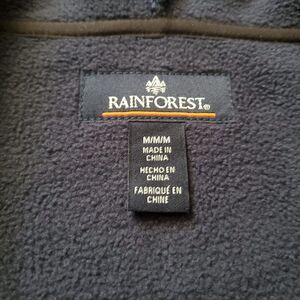 RAINFOREST®
M/M/M
MADE IN
CHINA
HECHO EN
CHINA
FABRIQUÉ EN
CHINE